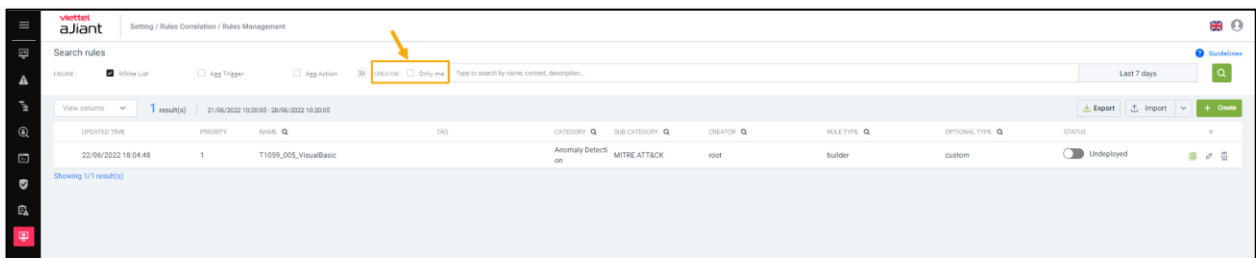 viettel
aJiant
Setting / Rules Correlation / Rules Management
Search rules
Guidelines
ENGINE: White List Agg Trigger Agg Action CREATOR: Only me Type to search by name, content, description... Last 7 days
View column 1 result(s) 21/06/2022 10:20:05 - 28/06/2022 10:20:05 Export Import + Create
UPDATED TIME PRIORITY NAME TAG CATEGORY SUB CATEGORY CREATOR RULE TYPE OPTIONAL TYPE STATUS #
22/06/2022 18:04:48 1 T1059_005_VisualBasic Anomaly Detecti MITRE ATT&CK root builder custom Undeployed
on
Showing 1/1 result(s)